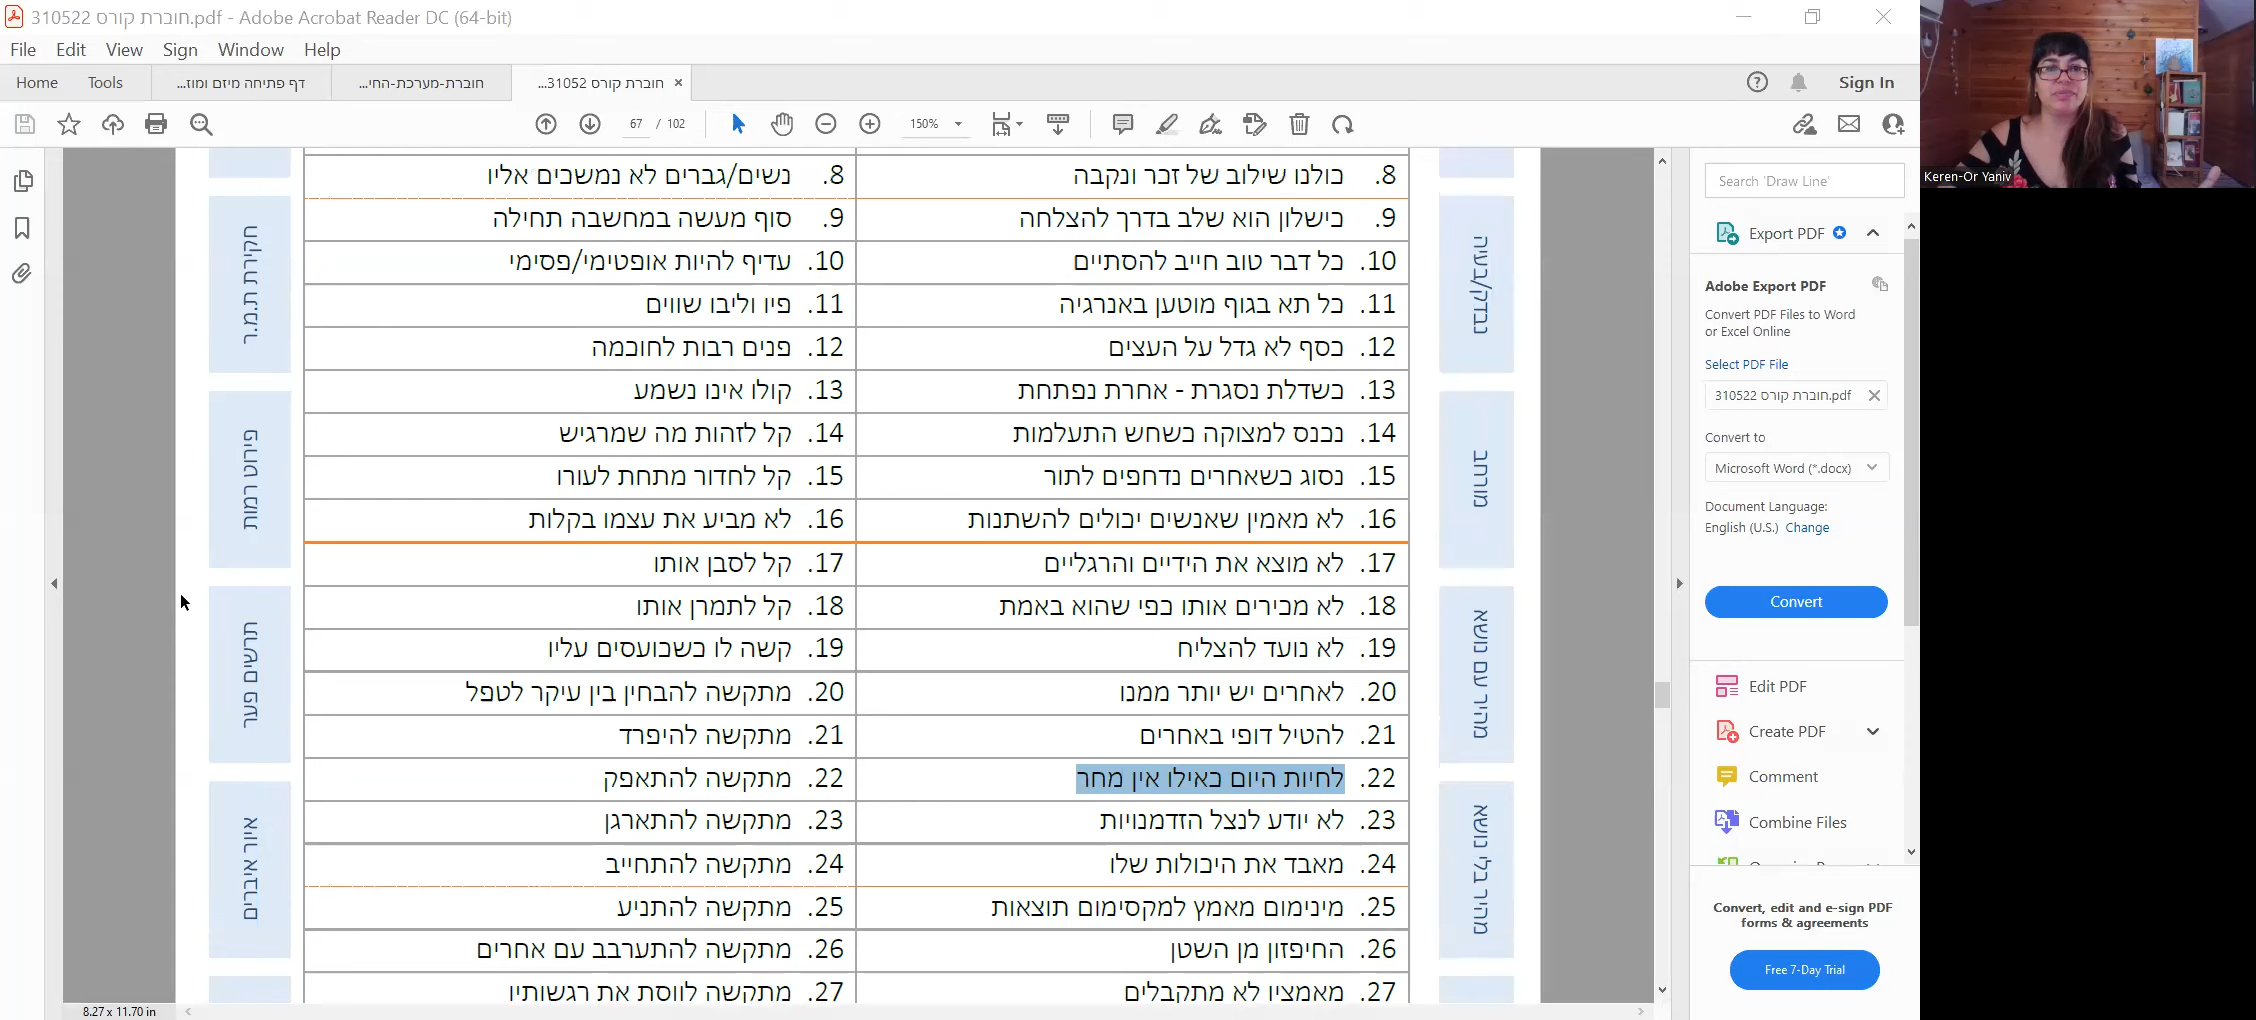 310522 חוברת קורס.pdf - Adobe Acrobat Reader DC (64-bit)
File Edit View Sign Window Help
Home Tools דף פתיחה מיזם ומוז... חוברת-מערכת-החי... חוברת קורס 31052... ×
Sign In
67 / 102 150%
Keren-Or Yaniv
8. כולנו שילוב של זכר ונקבה
8. נשים/גברים לא נמשכים אליו
9. כישלון הוא שלב בדרך להצלחה
9. סוף מעשה במחשבה תחילה
10. כל דבר טוב חייב להסתיים
10. עדיף להיות אופטימי/פסימי
11. כל תא בגוף מוטען באנרגיה
11. פיו וליבו שווים
12. כסף לא גדל על העצים
12. פנים רבות לחוכמה
13. כשדלת נסגרת - אחרת נפתחת
13. קולו אינו נשמע
14. נכנס למצוקה כשחש התעלמות
14. קל לזהות מה שמרגיש
15. נסוג כשאחרים נדחפים לתור
15. קל לחדור מתחת לעורו
16. לא מאמין שאנשים יכולים להשתנות
16. לא מביע את עצמו בקלות
17. לא מוצא את הידיים והרגליים
17. קל לסבן אותו
18. לא מכירים אותו כפי שהוא באמת
18. קל לתמרן אותו
19. לא נועד להצליח
19. קשה לו כשכועסים עליו
20. לאחרים יש יותר ממנו
20. מתקשה להבחין בין עיקר לטפל
21. להטיל דופי באחרים
21. מתקשה להיפרד
22. לחיות היום כאילו אין מחר
22. מתקשה להתאפק
23. לא יודע לנצל הזדמנויות
23. מתקשה להתארגן
24. מאבד את היכולות שלו
24. מתקשה להתחייב
25. מינימום מאמץ למקסימום תוצאות
25. מתקשה להתניע
26. החיפזון מן השטן
26. מתקשה להתערבב עם אחרים
27. מאמציו לא מתקבלים
27. מתקשה לווסת את רגשותיו
נבדק/בעיה
מורחב
מהיר עם נושא
מהיר בלי נושא
חקירת ת.מ.ר
פירוט רמות
תרשים פער
איור איברים
Search 'Draw Line'
Export PDF
Adobe Export PDF
Convert PDF Files to Word
or Excel Online
Select PDF File
310522 חוברת קורס.pdf
Convert to
Microsoft Word (*.docx)
Document Language:
English (U.S.) Change
Convert
Edit PDF
Create PDF
Comment
Combine Files
Convert, edit and e-sign PDF
forms & agreements
Free 7-Day Trial
8.27 x 11.70 in